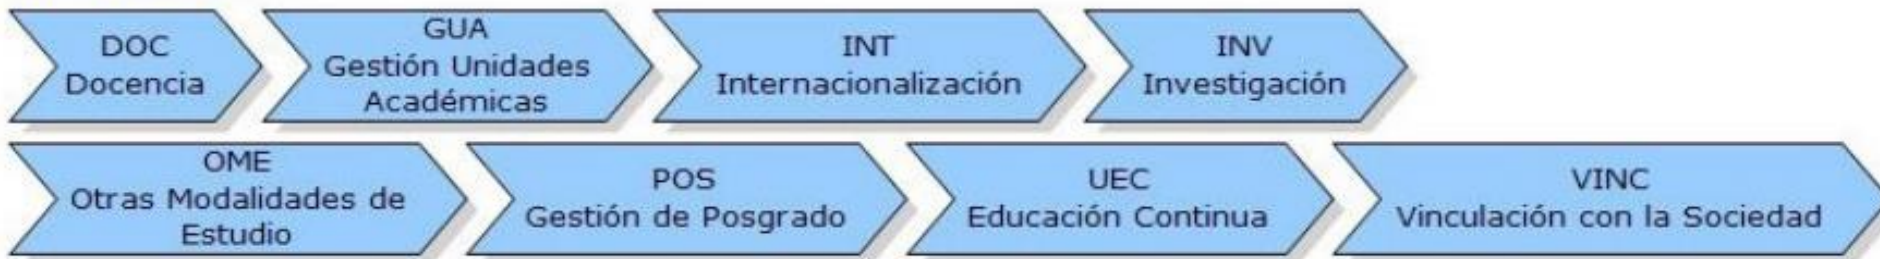 DOC
Docencia
GUA
Gestión Unidades
Académicas
INT
Internacionalización
INV
Investigación
OME
Otras Modalidades de
Estudio
POS
Gestión de Posgrado
UEC
Educación Continua
VINC
Vinculación con la Sociedad